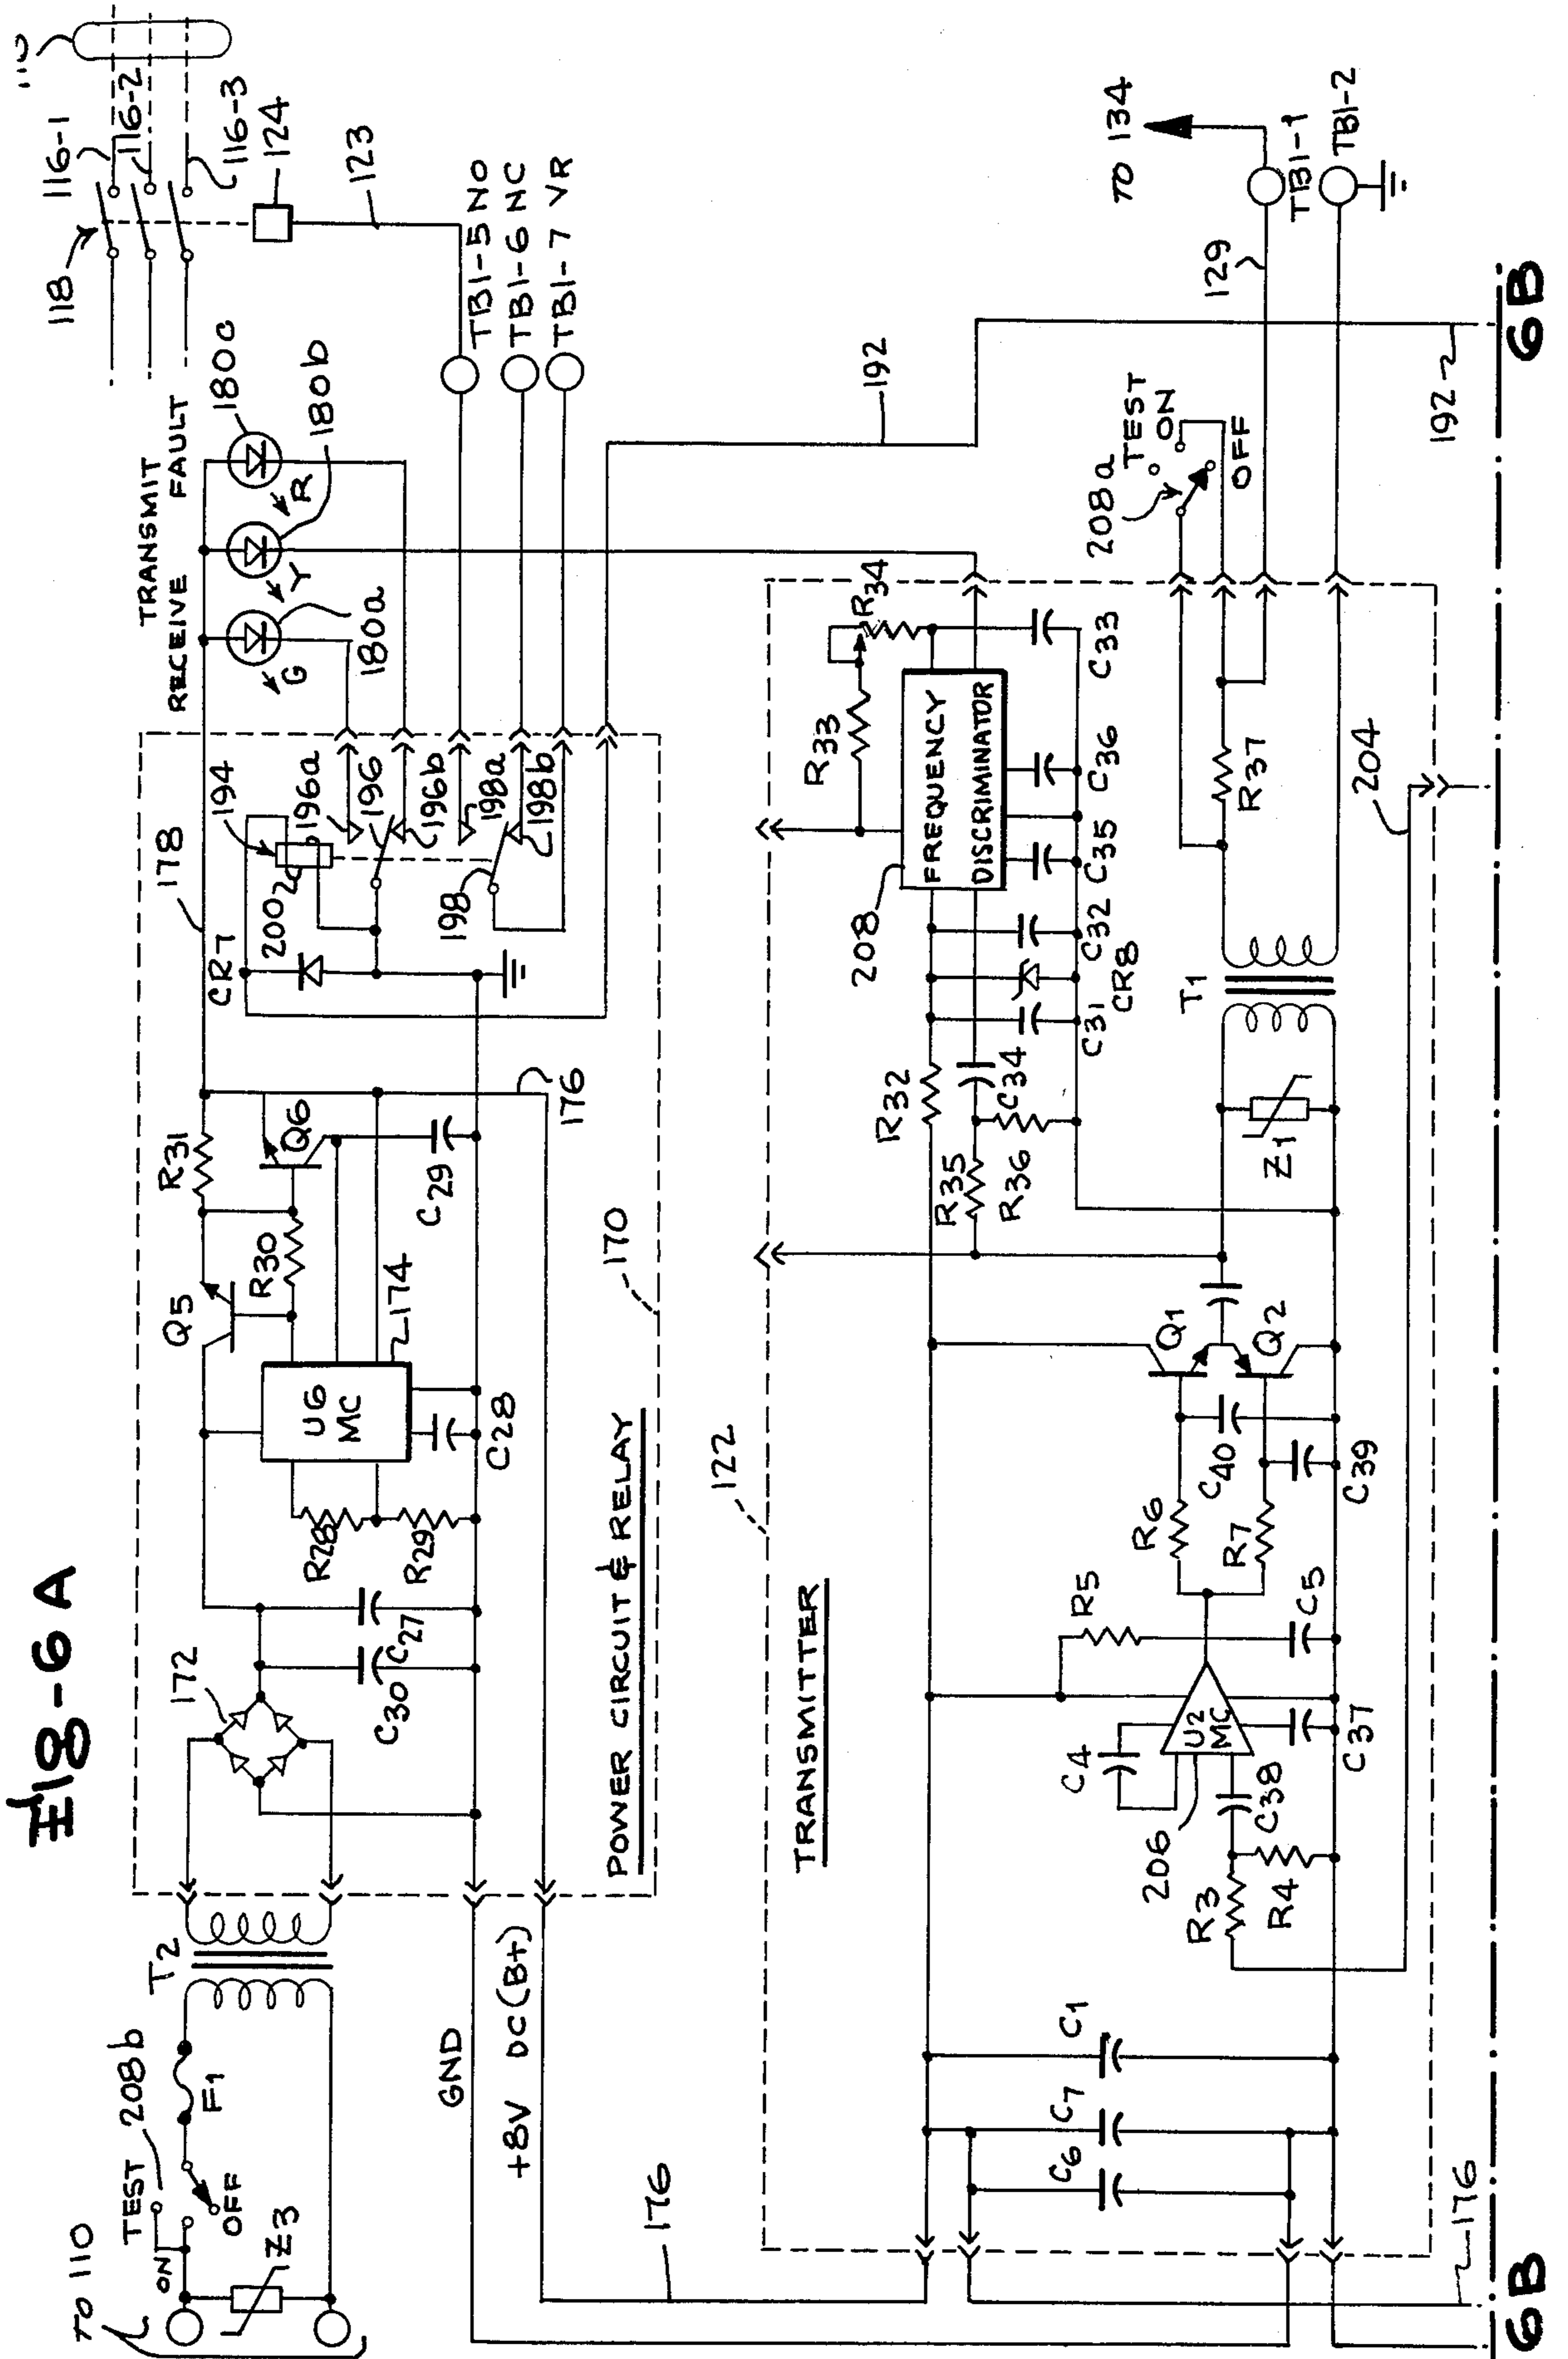 Fig-6A
TO 110
TEST 208b
ON
OFF
F1
Z3
T2
172
C30
C27
R28
R29
U6
MC
174
C28
Q5
R30
R31
Q6
C29
176
178
CR7
200
194
196a
196
196b
198
198a
198b
POWER CIRCUIT & RELAY
170
GND
+8V DC (B+)
176
TRANSMIT
RECEIVE FAULT
G
Y
R
180a
180b
180c
118
116-1
116-2
116-3
124
123
TB1-5 NO
TB1-6 NC
TB1-7 VR
192
TRANSMITTER
122
C6
C7
C1
R3
R4
206
C38
C4
U2
MC
C37
R5
C5
R6
R7
C40
C39
Q1
Q2
R32
R35
R36
C34
C31
CR8
C32
208
FREQUENCY
DISCRIMINATOR
C35
C36
C33
R33
R34
Z1
T1
R37
204
208a
TEST
ON
OFF
129
TO 134
TB1-1
TB1-2
192
176
6B
6B